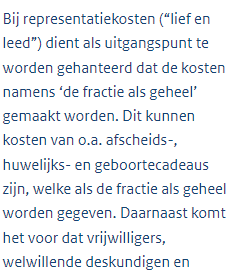 Bij representatiekosten (“lief en
leed”) dient als uitgangspunt te
worden gehanteerd dat de kosten
namens ‘de fractie als geheel’
gemaakt worden. Dit kunnen
kosten van o.a. afscheids-,
huwelijks- en geboortecadeaus
zijn, welke als de fractie als geheel
worden gegeven. Daarnaast komt
het voor dat vrijwilligers,
welwillende deskundigen en